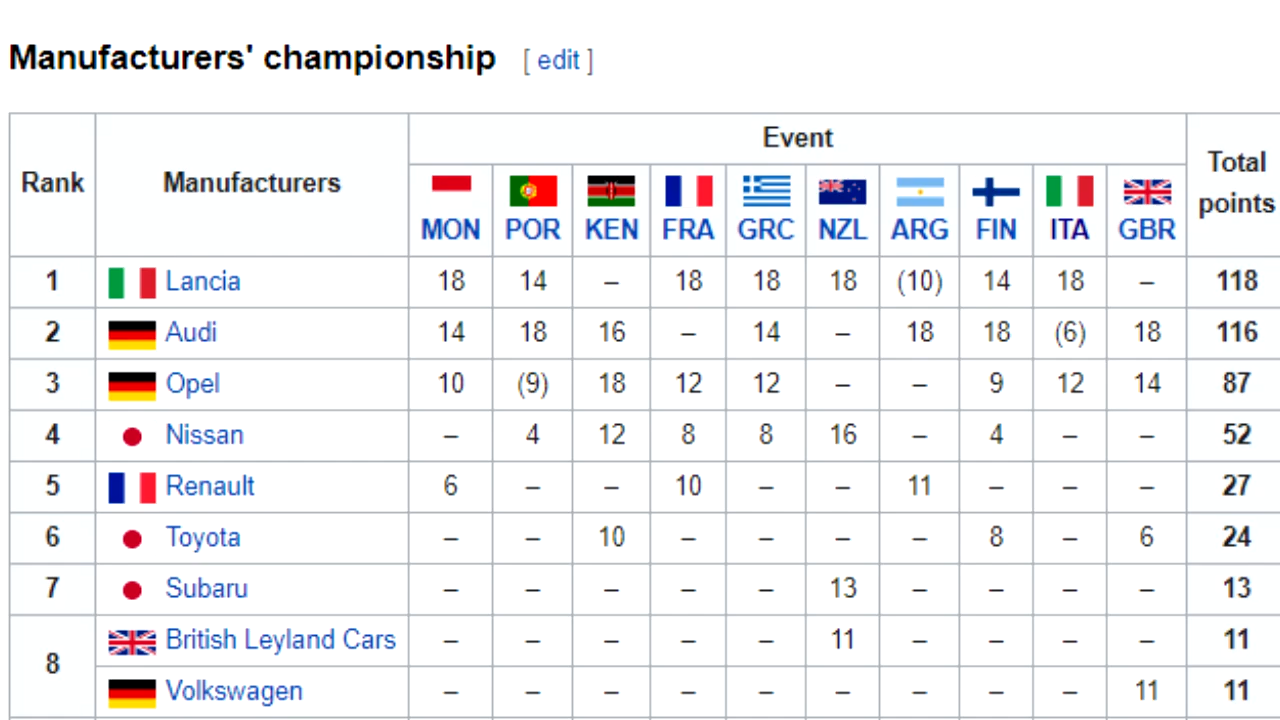 Manufacturers' championship [ edit ]
Rank Manufacturers Event Total points
MON POR KEN FRA GRC NZL ARG FIN ITA GBR
1 Lancia 18 14 – 18 18 18 (10) 14 18 – 118
2 Audi 14 18 16 – 14 – 18 18 (6) 18 116
3 Opel 10 (9) 18 12 12 – – 9 12 14 87
4 Nissan – 4 12 8 8 16 – 4 – – 52
5 Renault 6 – – 10 – – 11 – – – 27
6 Toyota – – 10 – – – – 8 – 6 24
7 Subaru – – – – – 13 – – – – 13
8 British Leyland Cars – – – – – 11 – – – – 11
Volkswagen – – – – – – – – – 11 11